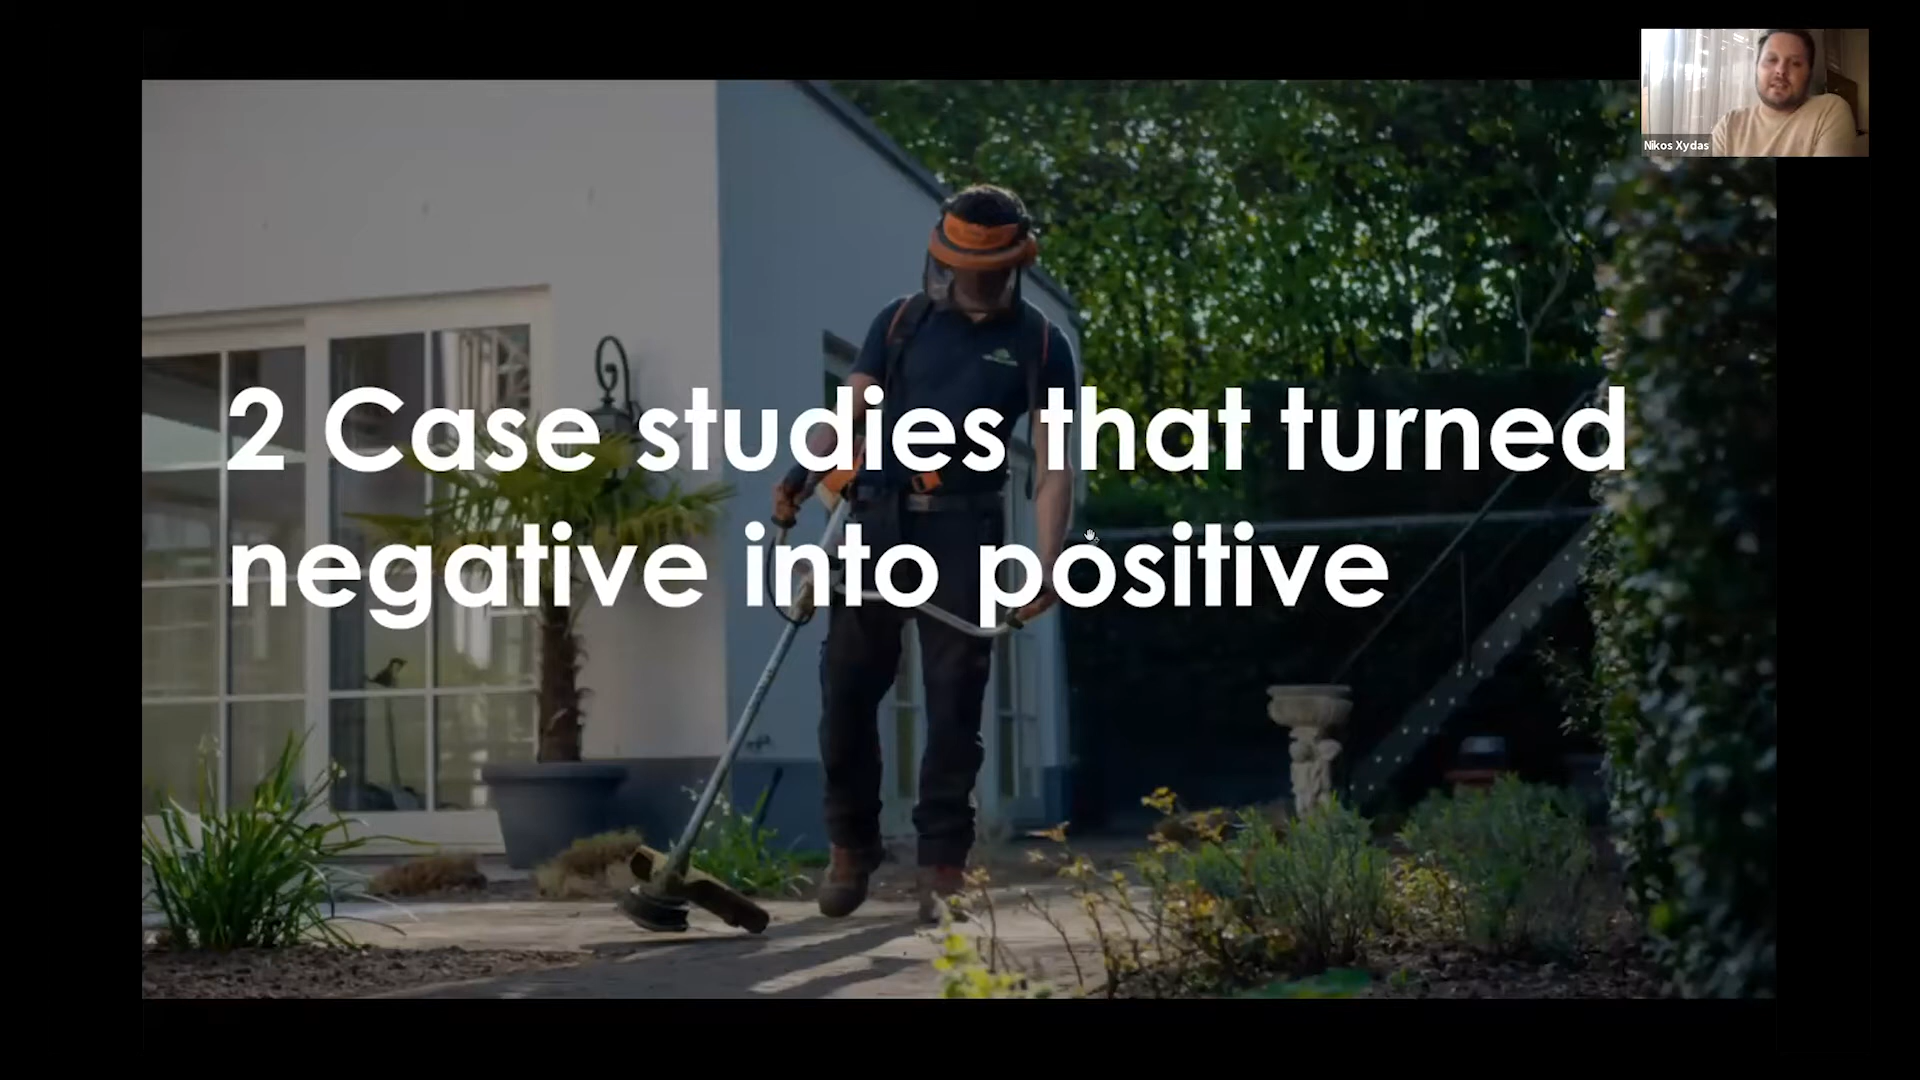 Nikos Xydas
2 Case studies that turned
negative into positive